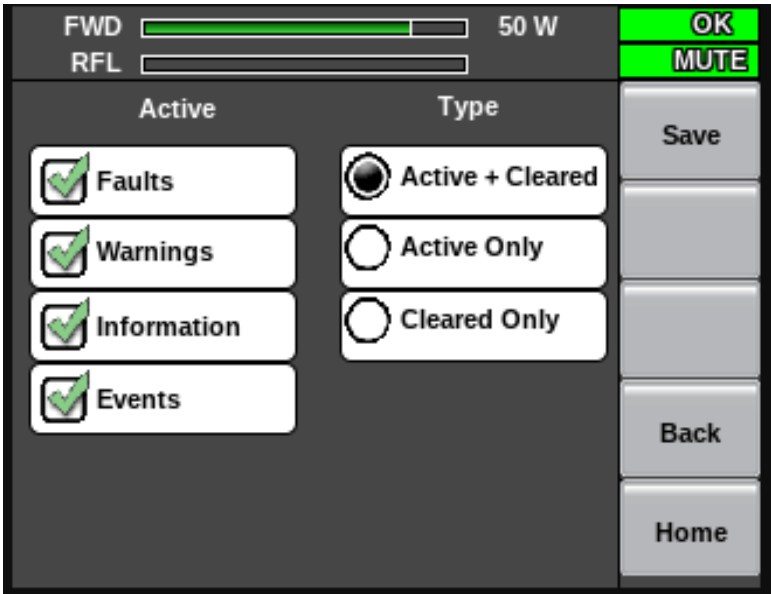 FWD 50 W OK
RFL MUTE
Active Type
Save
Faults Active + Cleared
Warnings Active Only
Information Cleared Only
Events
Back
Home